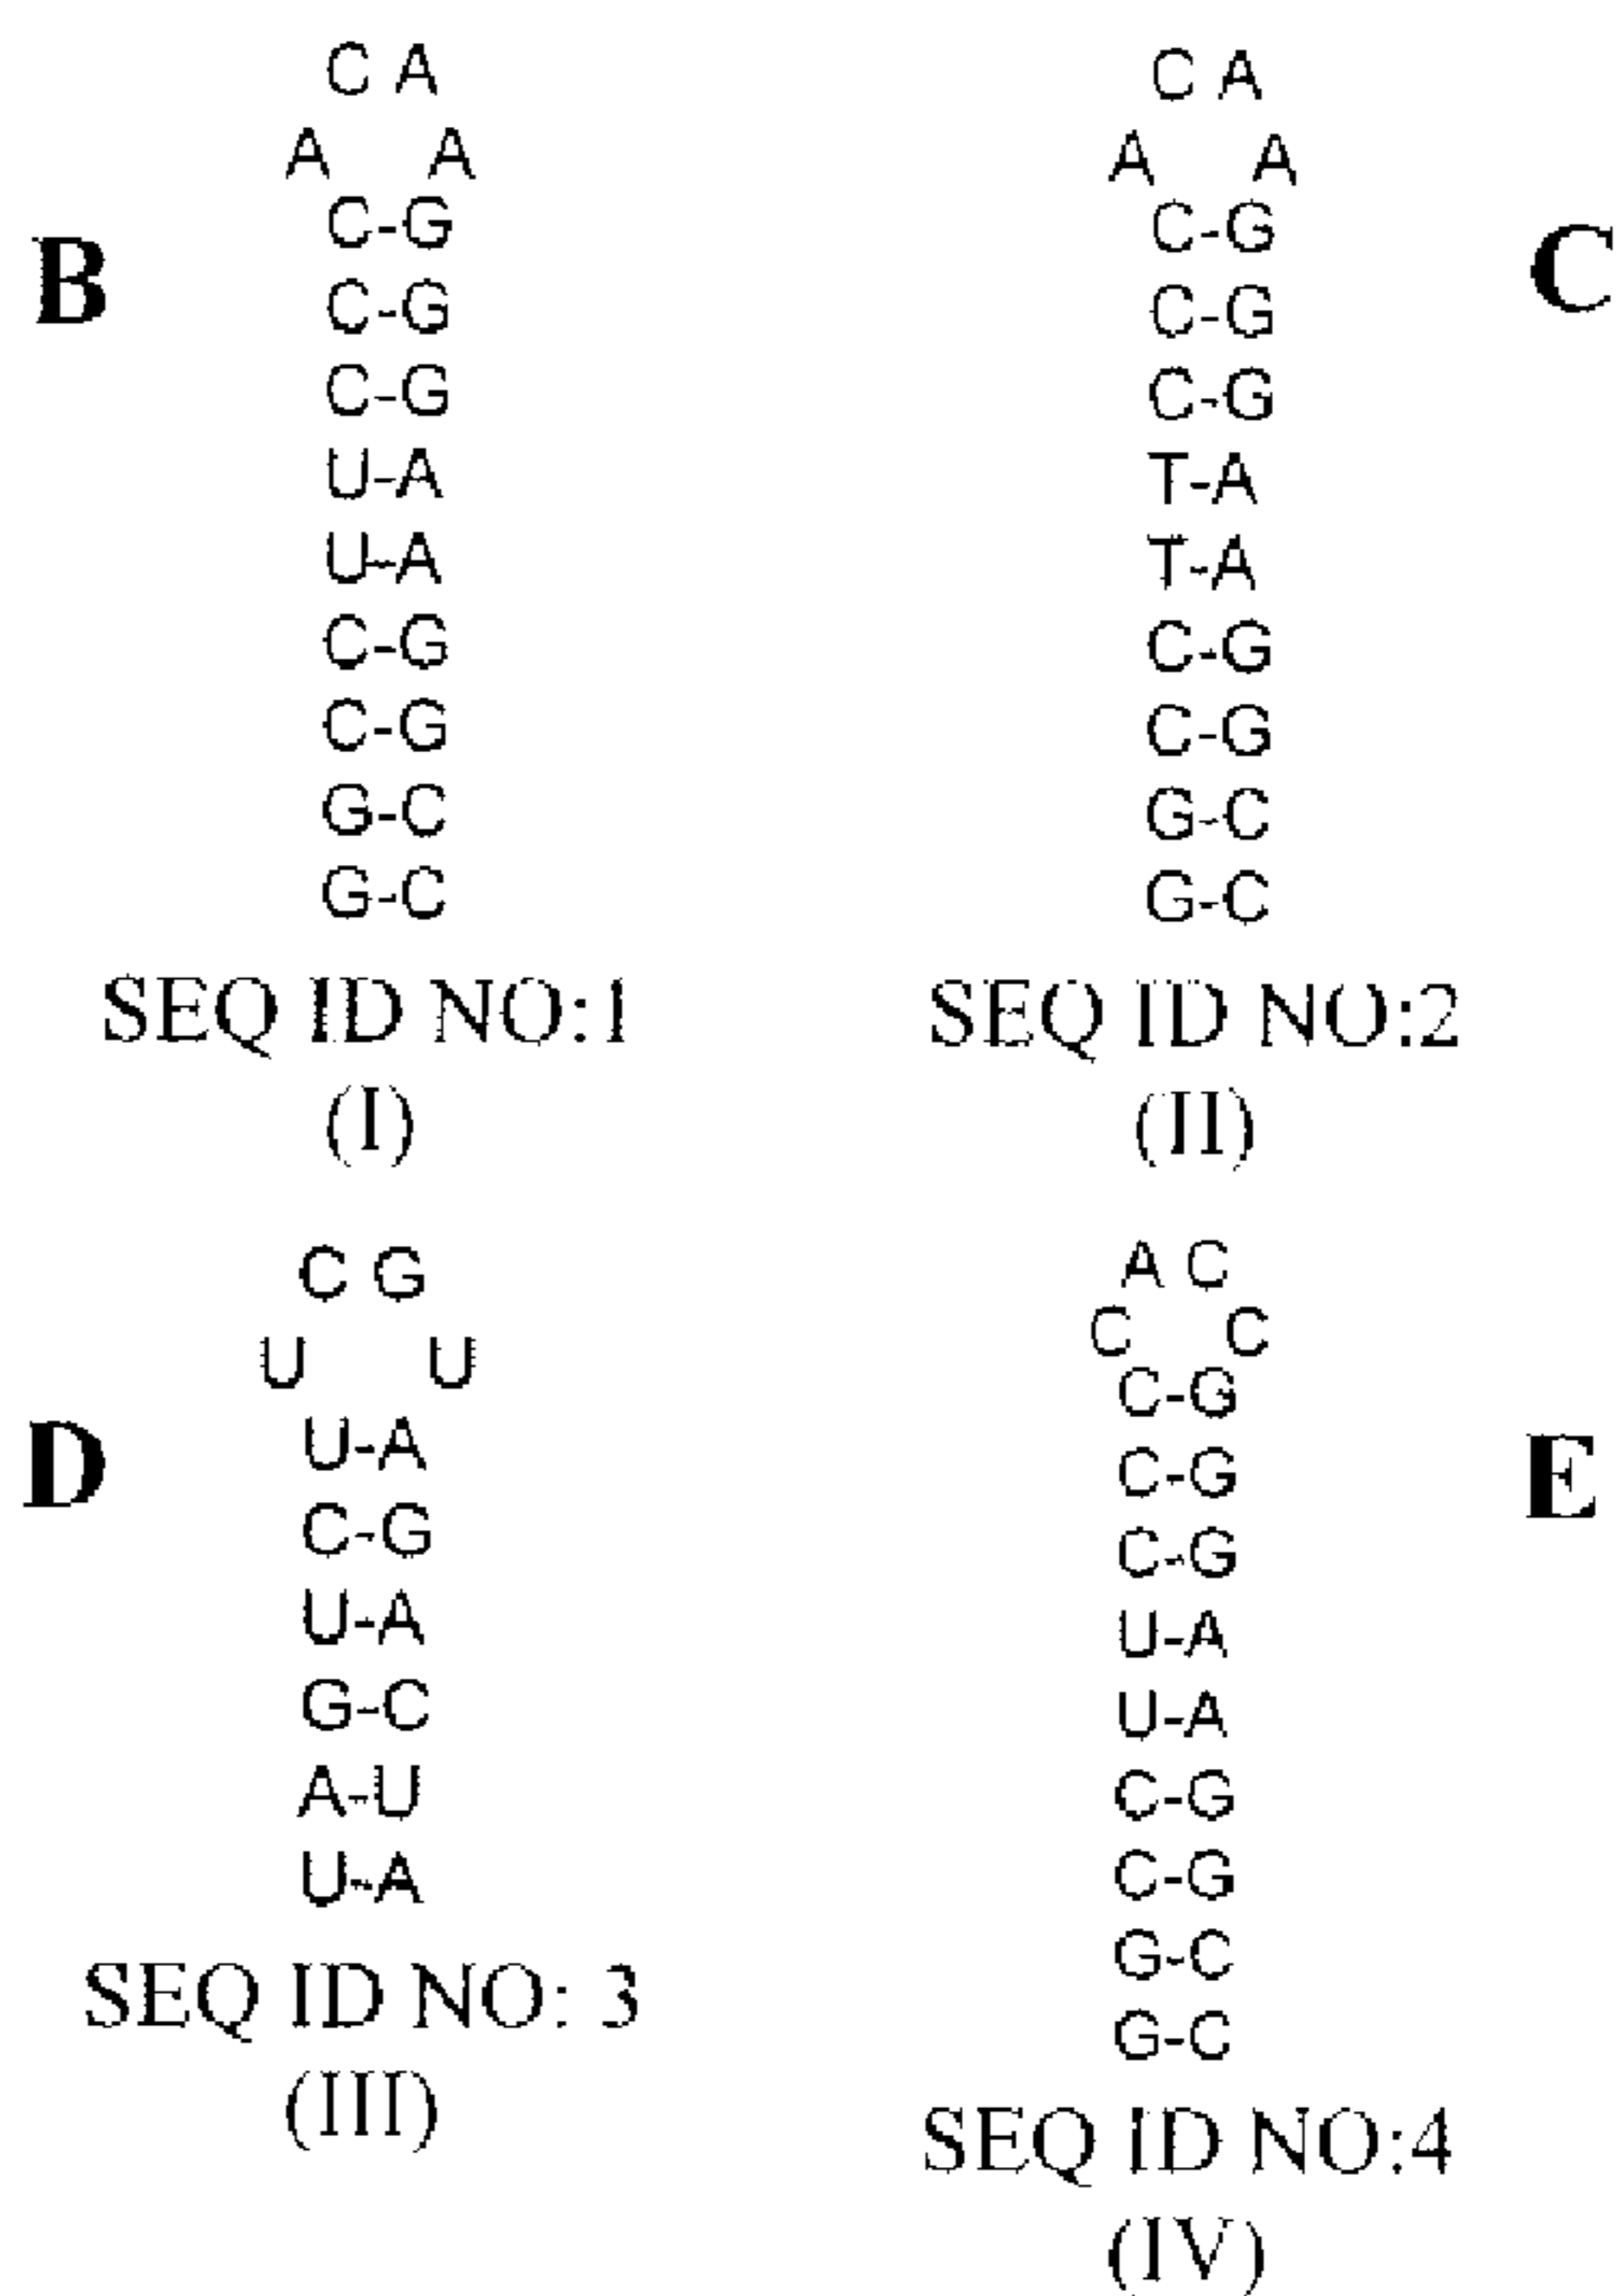 C A
A A
B
C-G
C-G
C-G
U-A
U-A
C-G
C-G
G-C
G-C
SEQ ID NO:1
(I)
C A
A A
C
C-G
C-G
C-G
T-A
T-A
C-G
C-G
G-C
G-C
SEQ ID NO:2
(II)
C G
U U
D
U-A
C-G
U-A
G-C
A-U
U-A
SEQ ID NO: 3
(III)
A C
C C
E
C-G
C-G
C-G
U-A
U-A
C-G
C-G
G-C
G-C
SEQ ID NO:4
(IV)